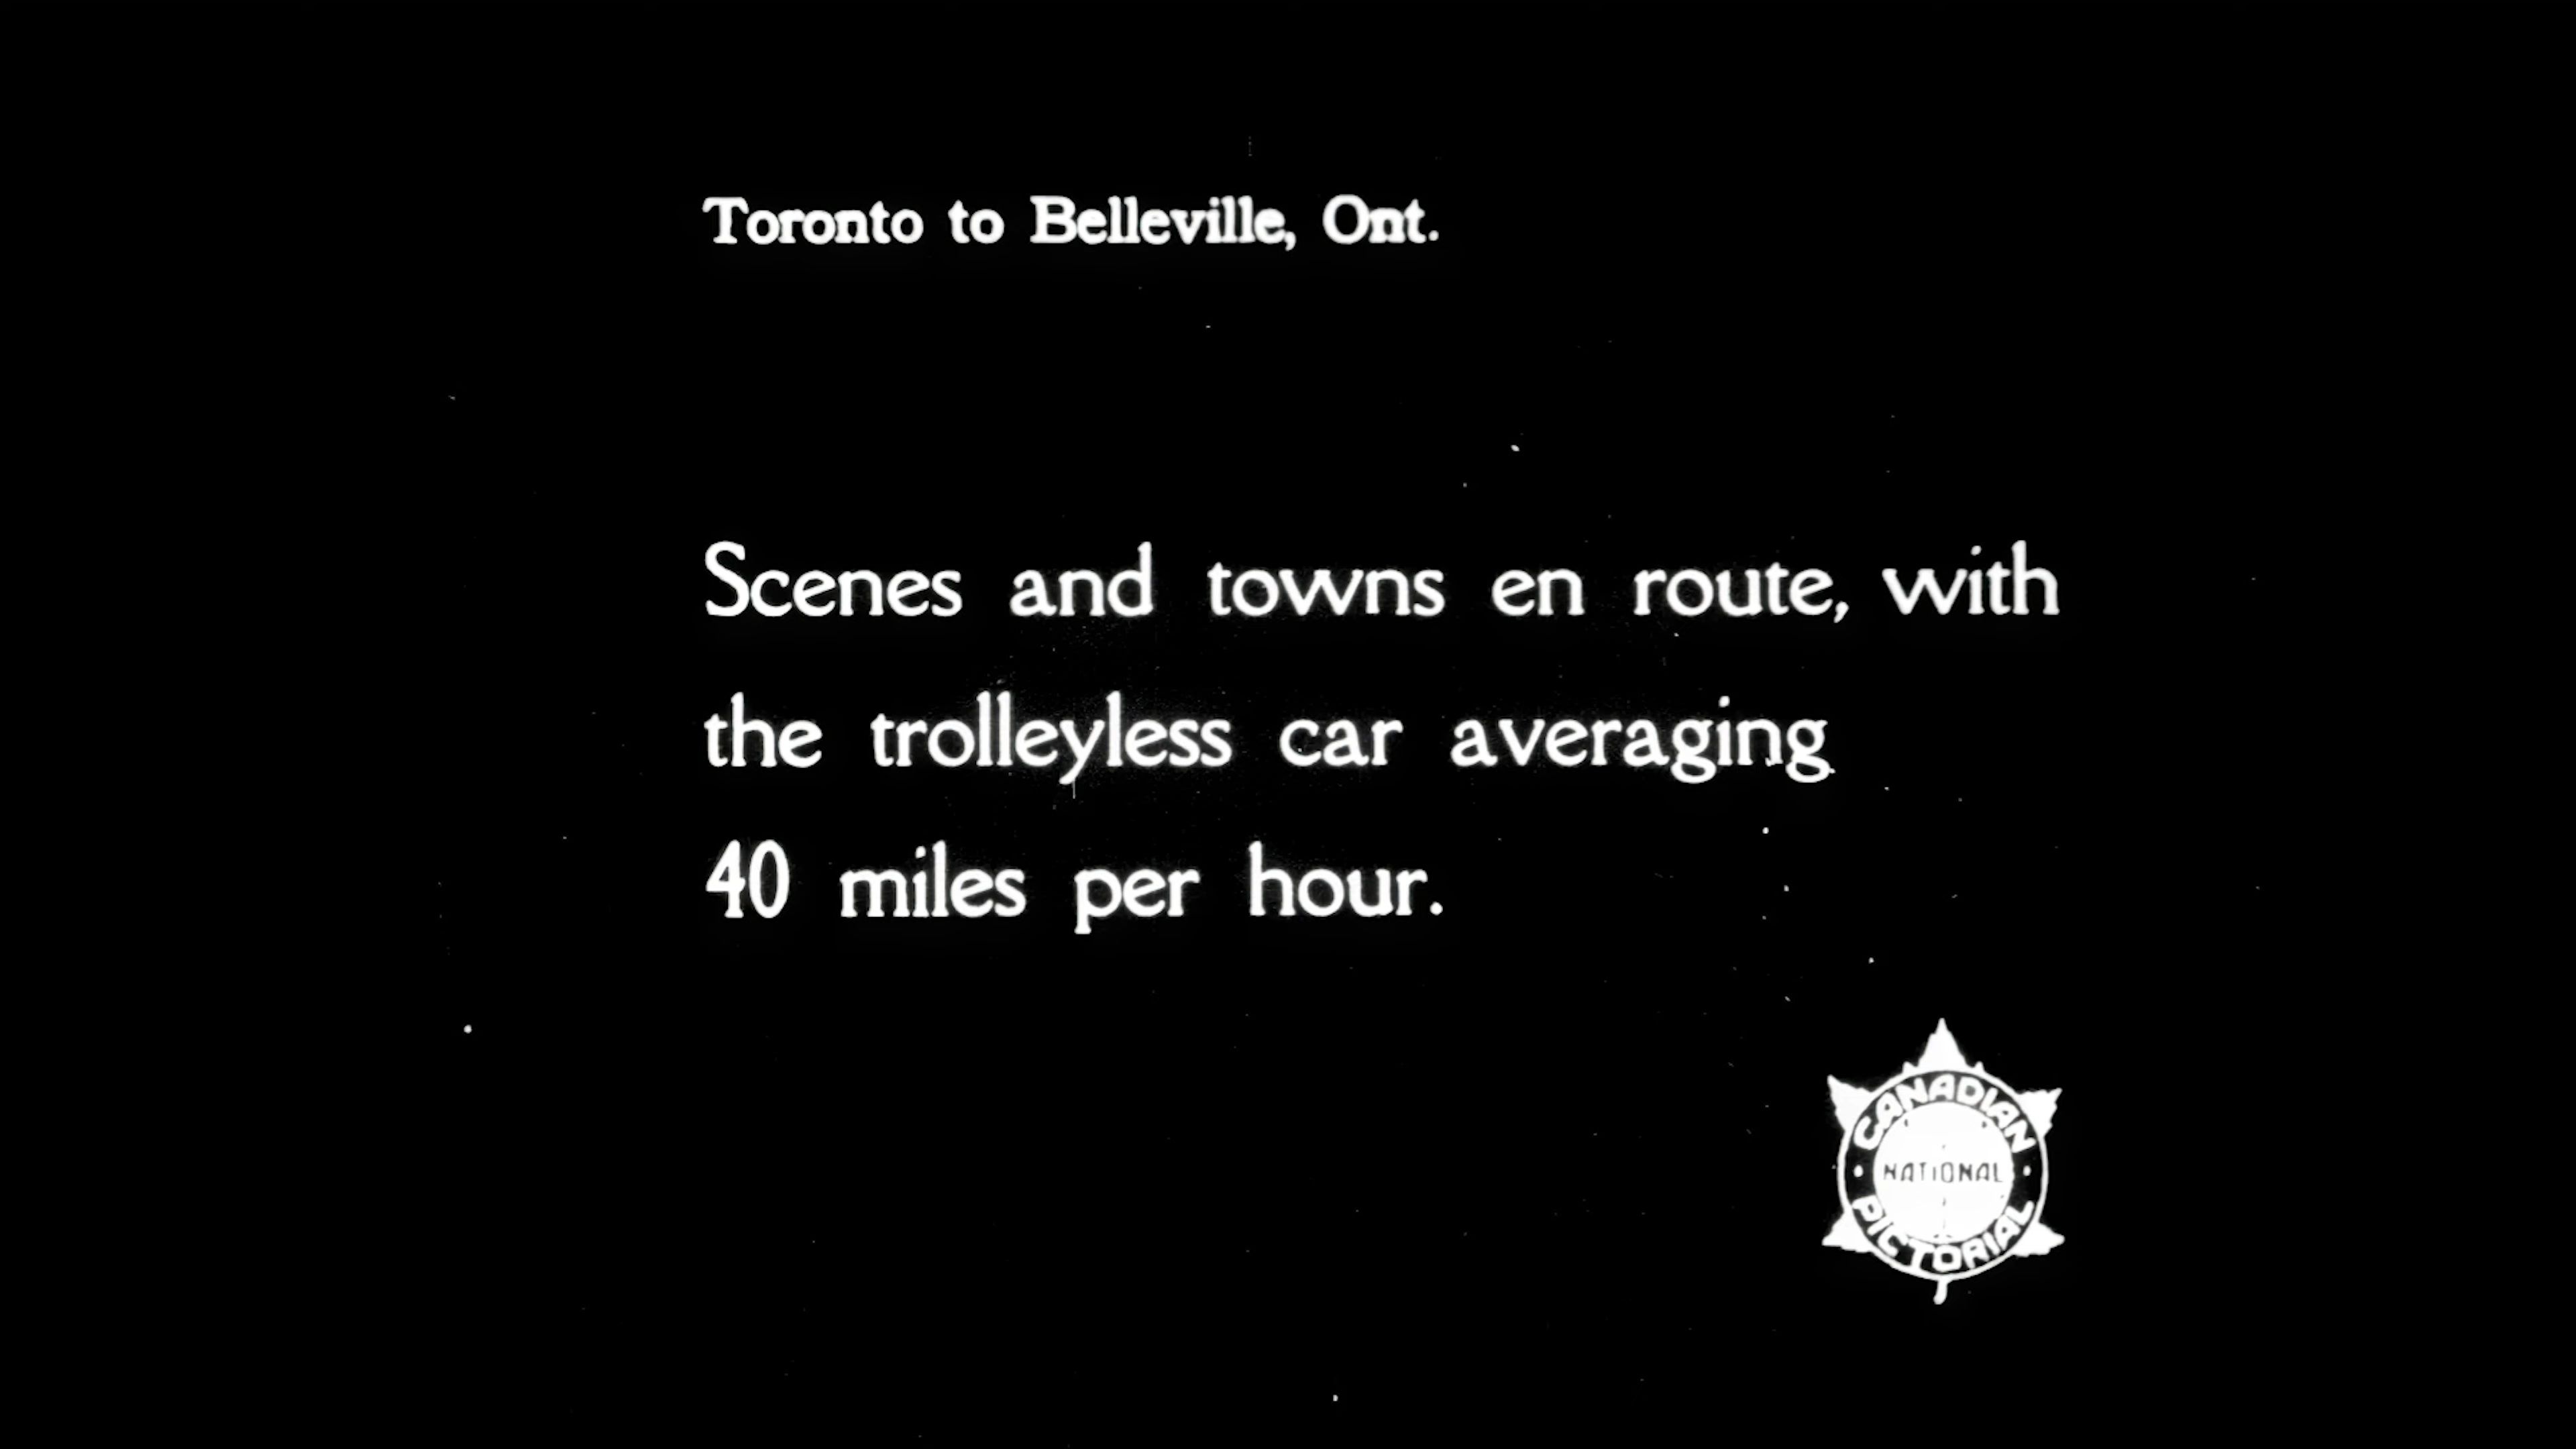 Toronto to Belleville, Ont.
Scenes and towns en route, with
the trolleyless car averaging
40 miles per hour.
CANADIAN
NATIONAL
PICTORIAL